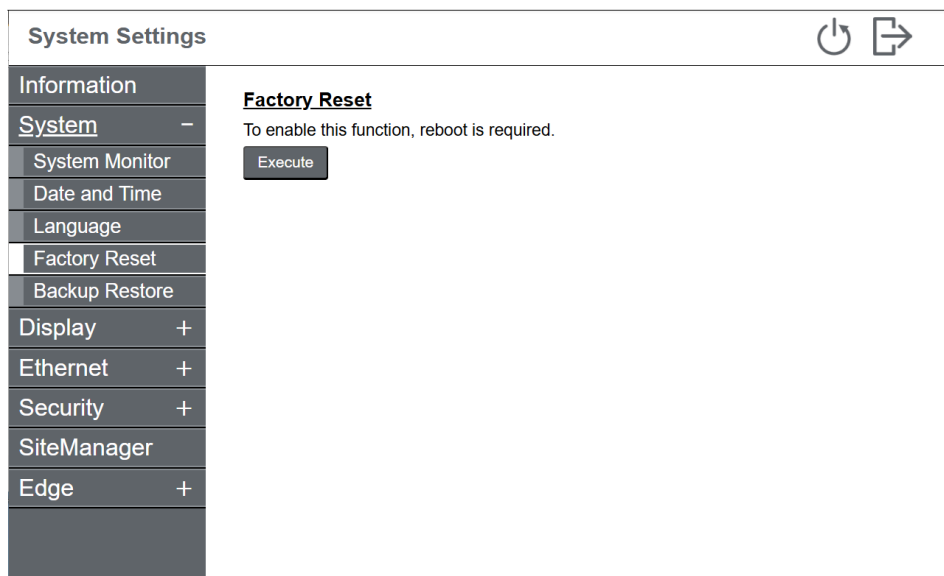 System Settings
Information
System −
System Monitor
Date and Time
Language
Factory Reset
Backup Restore
Display +
Ethernet +
Security +
SiteManager
Edge +
Factory Reset
To enable this function, reboot is required.
Execute